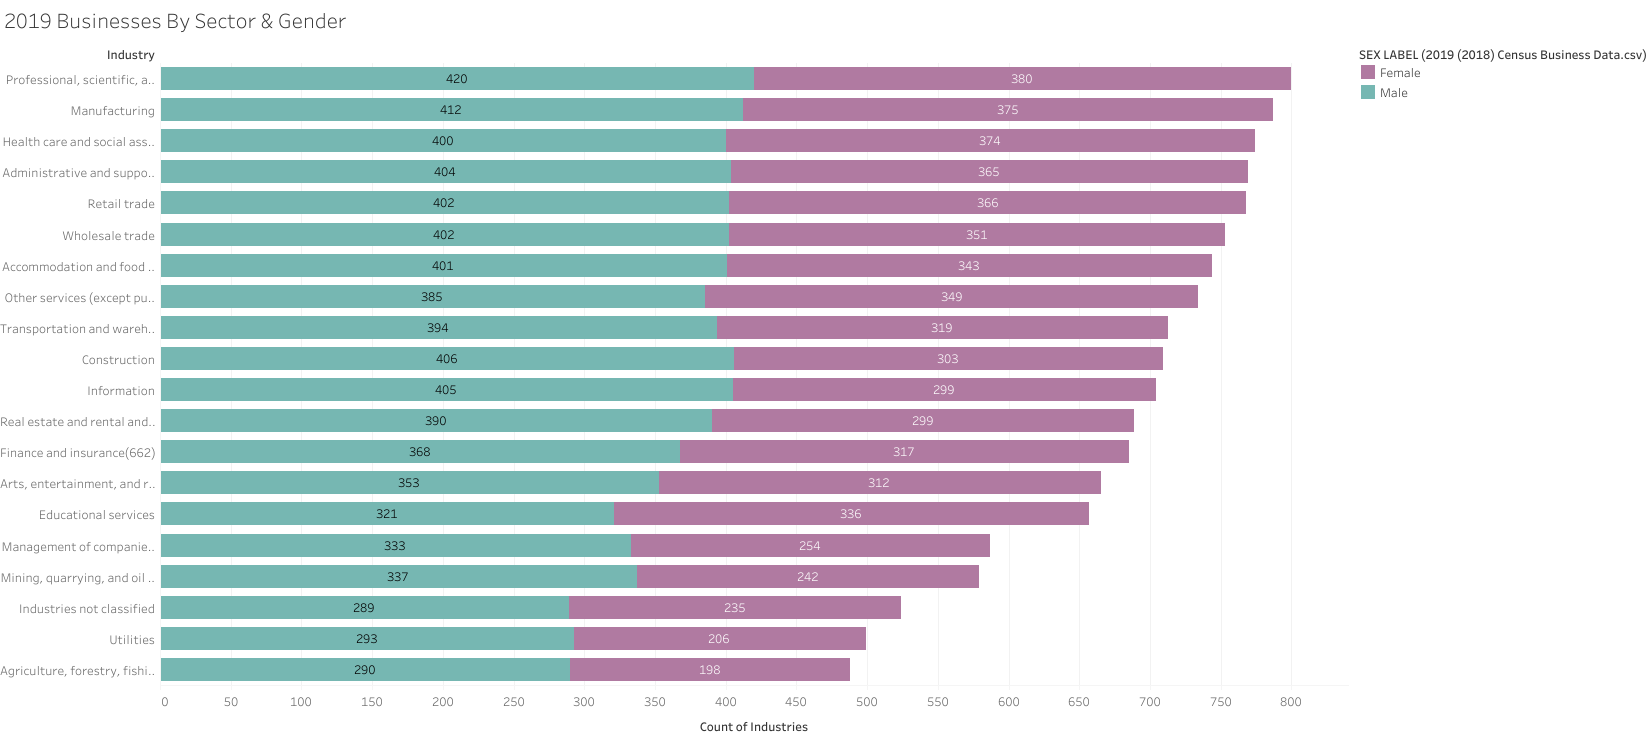 2019 Businesses By Sector & Gender
Industry
SEX LABEL (2019 (2018) Census Business Data.csv)
Female
Male
Professional, scientific, a.. 420 380
Manufacturing 412 375
Health care and social ass.. 400 374
Administrative and suppo.. 404 365
Retail trade 402 366
Wholesale trade 402 351
Accommodation and food .. 401 343
Other services (except pu.. 385 349
Transportation and wareh.. 394 319
Construction 406 303
Information 405 299
Real estate and rental and.. 390 299
Finance and insurance(662) 368 317
Arts, entertainment, and r.. 353 312
Educational services 321 336
Management of companie.. 333 254
Mining, quarrying, and oil .. 337 242
Industries not classified 289 235
Utilities 293 206
Agriculture, forestry, fishi.. 290 198
0 50 100 150 200 250 300 350 400 450 500 550 600 650 700 750 800
Count of Industries